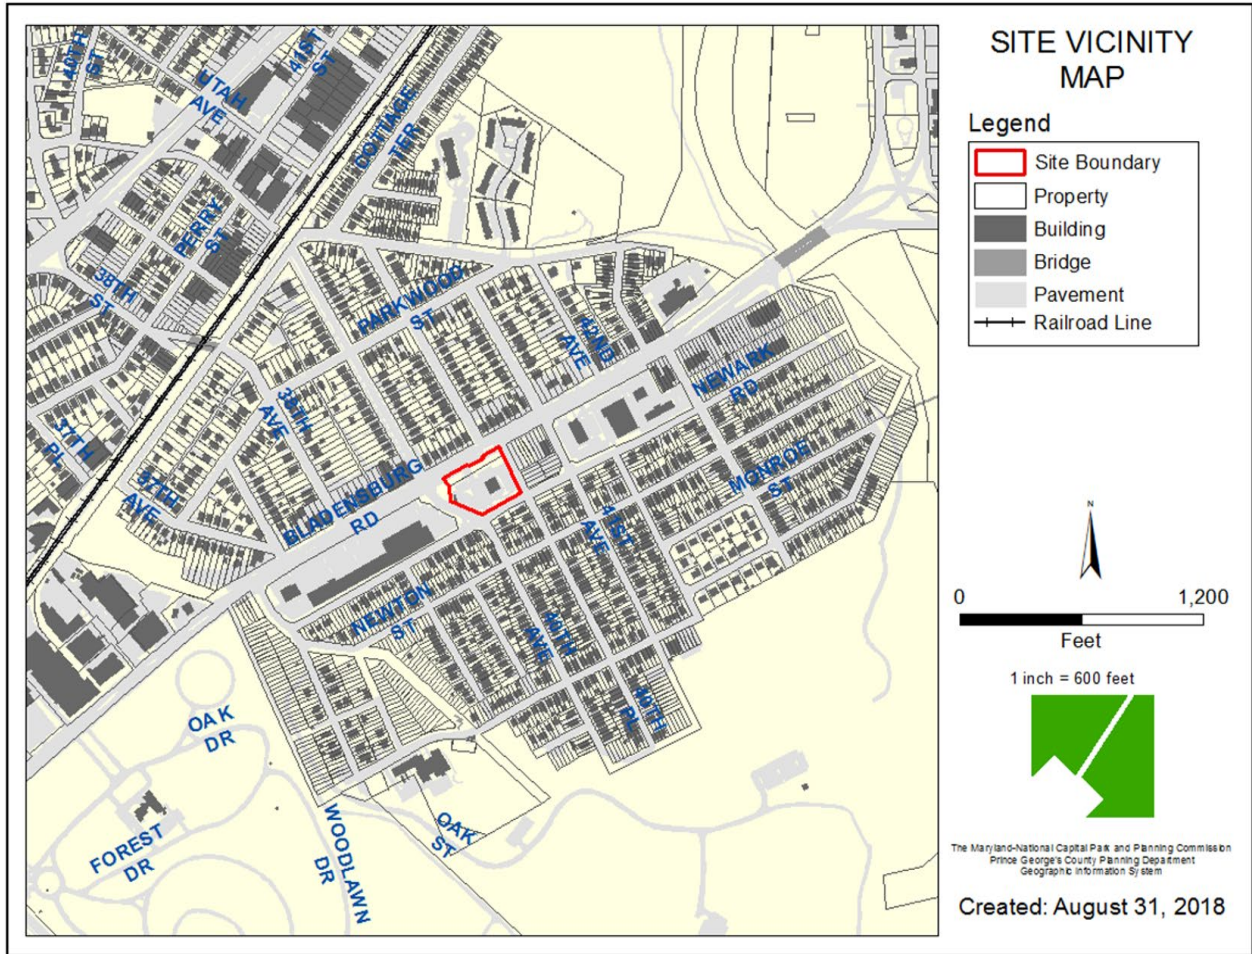 SITE VICINITY
MAP
Legend
Site Boundary
Property
Building
Bridge
Pavement
Railroad Line
N
0 1,200
Feet
1 inch = 600 feet
The Maryland-National Capital Park and Planning Commission
Prince George's County Planning Department
Geographic Information System
Created: August 31, 2018
40TH
ST
UTAH
AVE
41ST
ST
COTTAGE
TER
PERRY
ST
38TH
ST
PARKWOOD
ST
42ND
AVE
NEWARK
RD
38TH
AVE
37TH
PL
37TH
AVE
BLADENSBURG
RD
MONROE
ST
41ST
AVE
NEWTON
ST
40TH
AVE
40TH
PL
OAK
DR
FOREST
DR
WOODLAWN
DR
OAK
ST